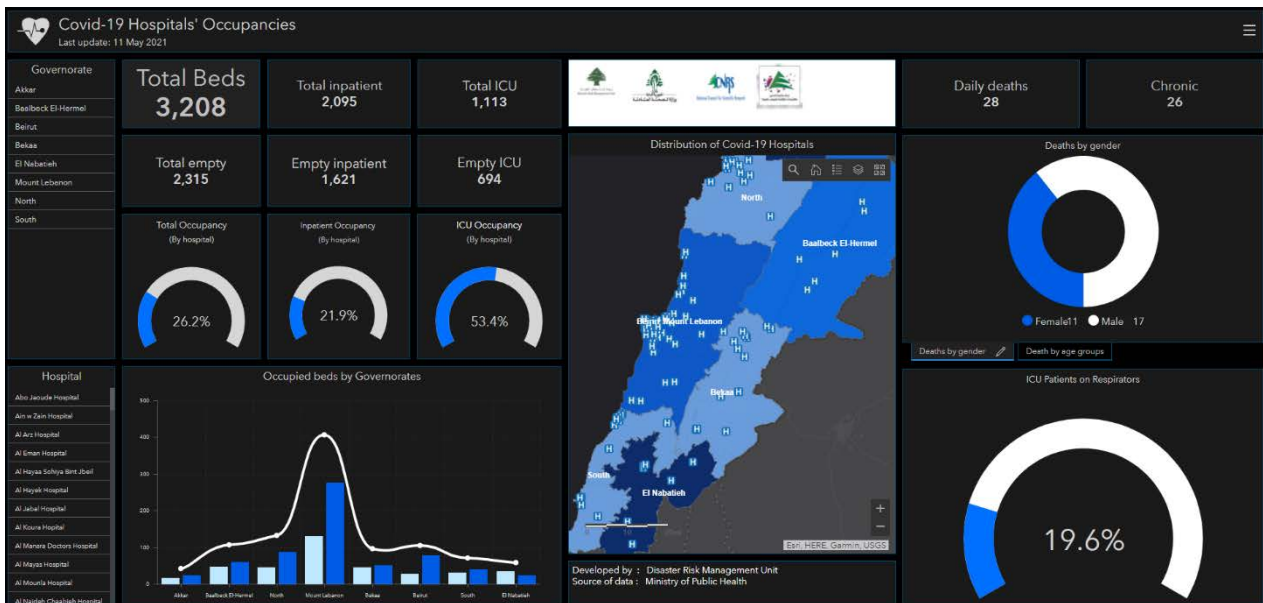 Covid-19 Hospitals' Occupancies
Last update: 11 May 2021
Governorate
Akkar
Baalbeck El-Hermel
Beirut
Bekaa
El Nabatieh
Mount Lebenon
North
South
Total Beds
3,208
Total inpatient
2,095
Total ICU
1,113
Total empty
2,315
Empty inpatient
1,621
Empty ICU
694
Total Occupancy
(By hospital)
26.2%
Inpatient Occupancy
(By hospital)
21.9%
ICU Occupancy
(By hospital)
53.4%
Hospital
Abo Jaoude Hospital
Ain w Zain Hospital
Al Arz Hospital
Al Eman Hospital
Al Hayaa Sohiya Bint Jbeil
Al Hayek Hospital
Al Jabal Hospital
Al Koura Hopital
Al Manara Doctors Hospital
Al Mayas Hospital
Al Mounla Hospital
Al Najdeh Chaabieh Hospital
Occupied beds by Governorates
500
400
300
200
100
0
Akkar
Baalbeck El-Hermel
North
Mount Lebanon
Bekaa
Beirut
South
El Nabatieh
CNRS
Distribution of Covid-19 Hospitals
North
Baalbeck El-Hermel
Beirut
Mount Lebanon
Bekaa
South
El Nabatieh
Esri, HERE, Garmin, USGS
Developed by : Disaster Risk Management Unit
Source of data : Ministry of Public Health
Daily deaths
28
Chronic
26
Deaths by gender
Female11
Male 17
Deaths by gender
Death by age groups
ICU Patients on Respirators
19.6%